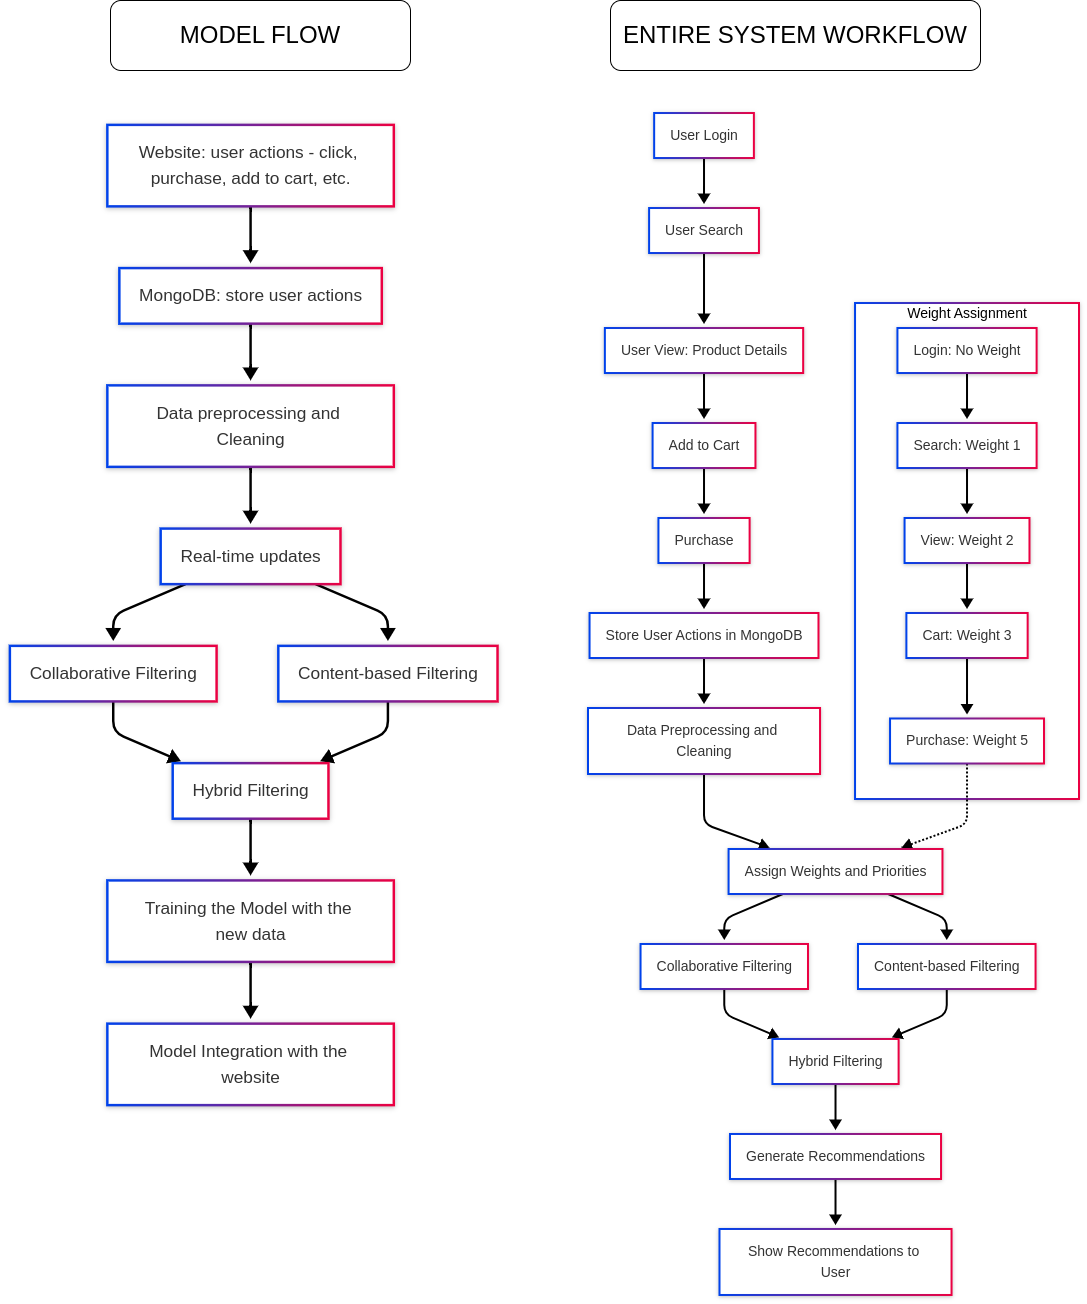 MODEL FLOW
Website: user actions - click,
purchase, add to cart, etc.
MongoDB: store user actions
Data preprocessing and
Cleaning
Real-time updates
Collaborative Filtering
Content-based Filtering
Hybrid Filtering
Training the Model with the
new data
Model Integration with the
website
ENTIRE SYSTEM WORKFLOW
User Login
User Search
User View: Product Details
Add to Cart
Purchase
Store User Actions in MongoDB
Data Preprocessing and
Cleaning
Weight Assignment
Login: No Weight
Search: Weight 1
View: Weight 2
Cart: Weight 3
Purchase: Weight 5
Assign Weights and Priorities
Collaborative Filtering
Content-based Filtering
Hybrid Filtering
Generate Recommendations
Show Recommendations to
User